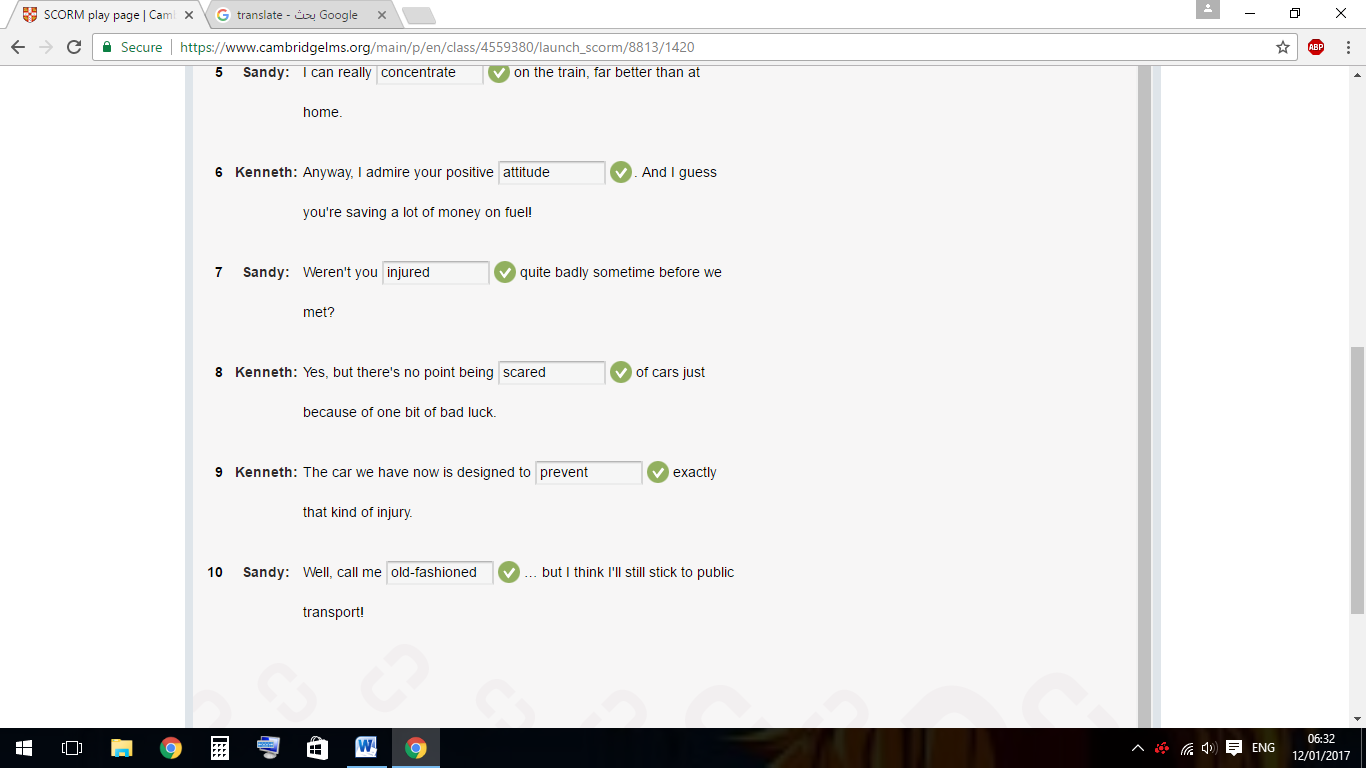 SCORM play page | Cam
translate - بحث Google
Secure https://www.cambridgelms.org/main/p/en/class/4559380/launch_scorm/8813/1420
ABP
5 Sandy: I can really concentrate on the train, far better than at
home.
6 Kenneth: Anyway, I admire your positive attitude . And I guess
you're saving a lot of money on fuel!
7 Sandy: Weren't you injured quite badly sometime before we
met?
8 Kenneth: Yes, but there's no point being scared of cars just
because of one bit of bad luck.
9 Kenneth: The car we have now is designed to prevent exactly
that kind of injury.
10 Sandy: Well, call me old-fashioned ... but I think I'll still stick to public
transport!
ENG
06:32
12/01/2017